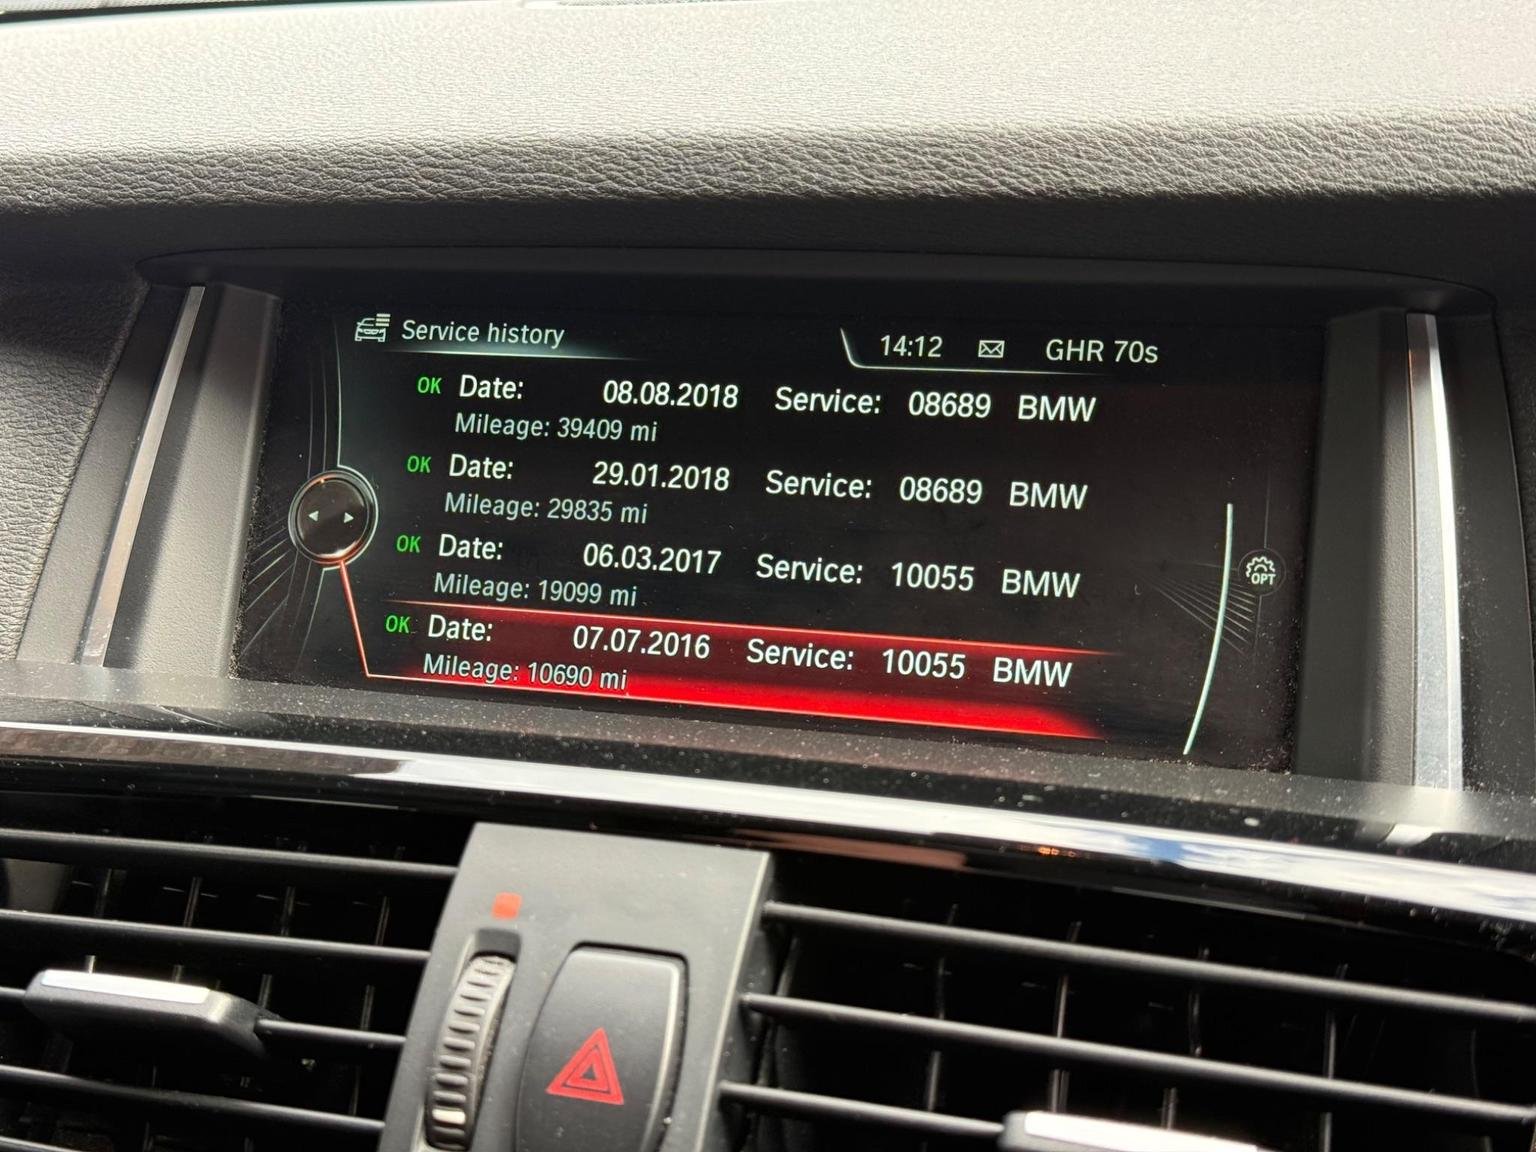 Service history
14:12 GHR 70s
OK Date: 08.08.2018 Service: 08689 BMW
Mileage: 39409 mi
OK Date: 29.01.2018 Service: 08689 BMW
Mileage: 29835 mi
OK Date: 06.03.2017 Service: 10055 BMW
Mileage: 19099 mi
OK Date: 07.07.2016 Service: 10055 BMW
Mileage: 10690 mi
OPT